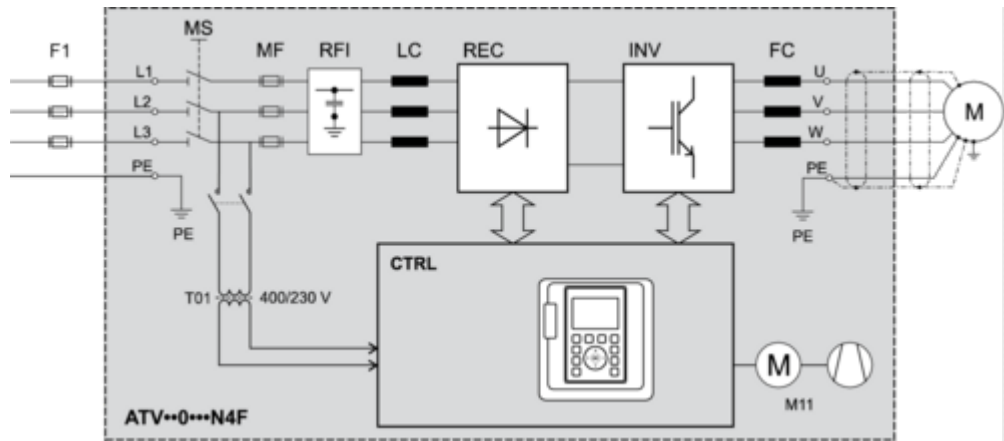 MS
F1
MF
RFI
LC
REC
INV
FC
L1
U
L2
V
M
L3
W
PE
PE
PE
PE
CTRL
T01
400/230 V
M
M11
ATV••0•••N4F